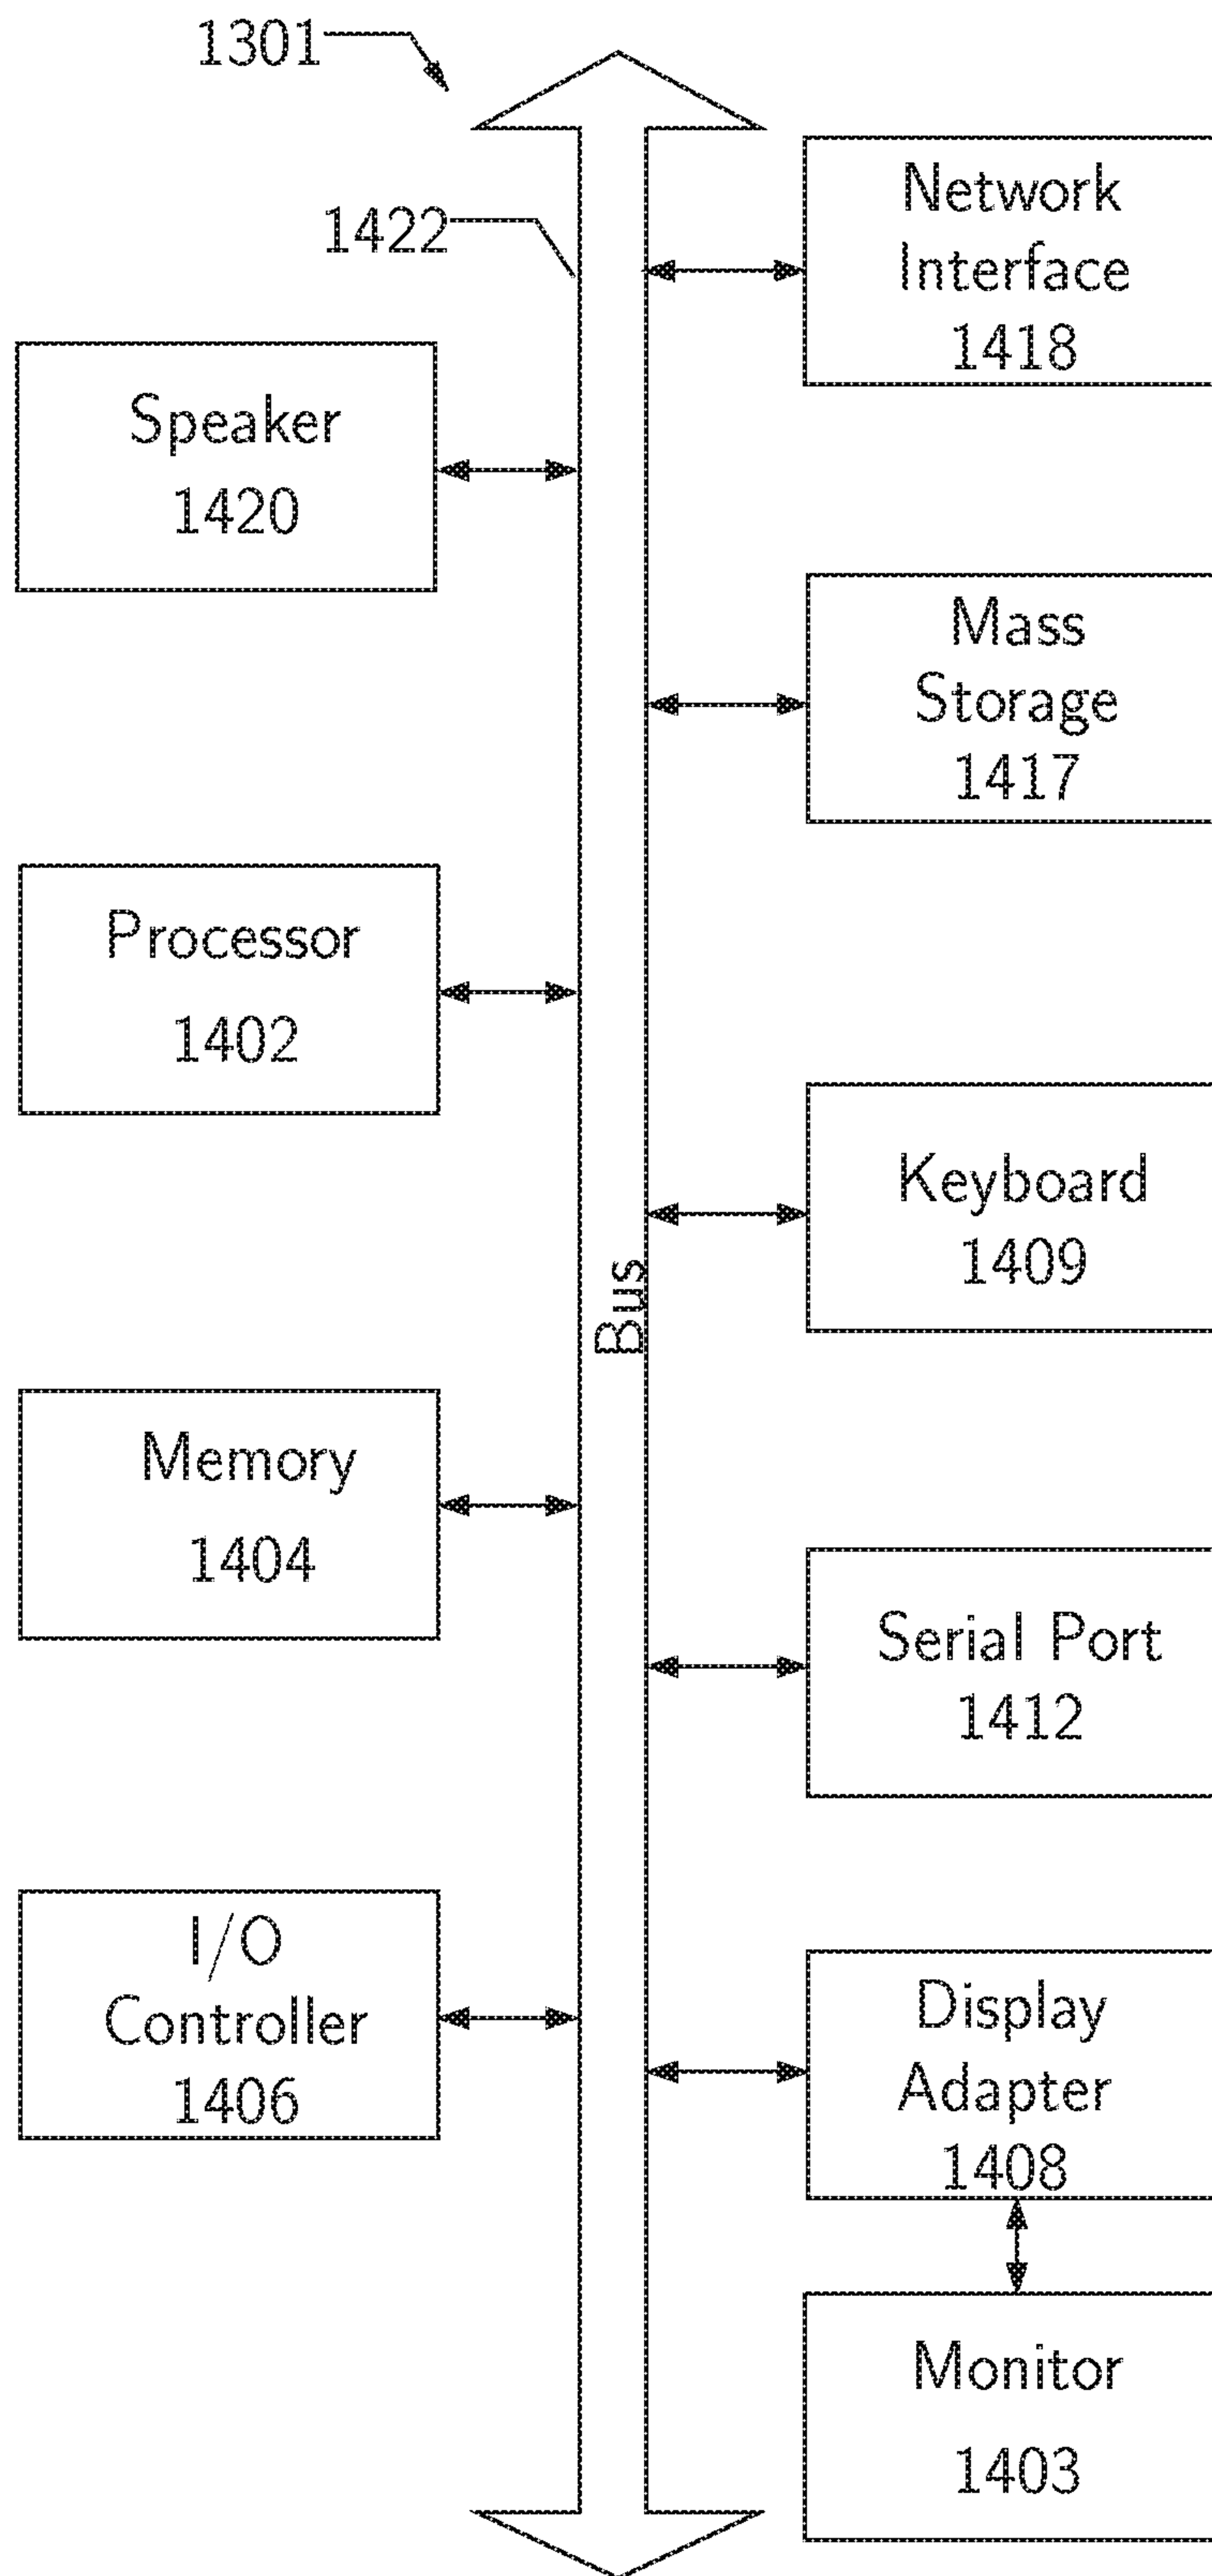 1301
1422
Network
Interface
1418
Speaker
1420
Mass
Storage
1417
Processor
1402
Keyboard
1409
Bus
Memory
1404
Serial Port
1412
I/O
Controller
1406
Display
Adapter
1408
Monitor
1403